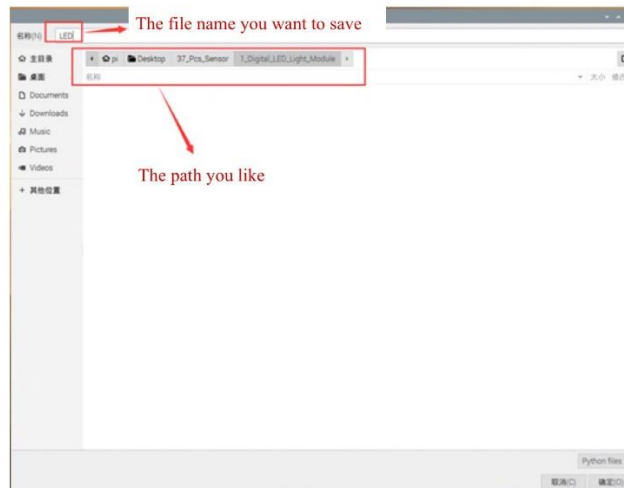 The file name you want to save
名称(N) LED
主目录
pi Desktop 37_Pcs_Sensor 1_Digital_LED_Light_Module
桌面
名称 大小
Documents
Downloads
Music
Pictures
The path you like
Videos
+ 其他位置
Python files
取消(C) 确定(O)